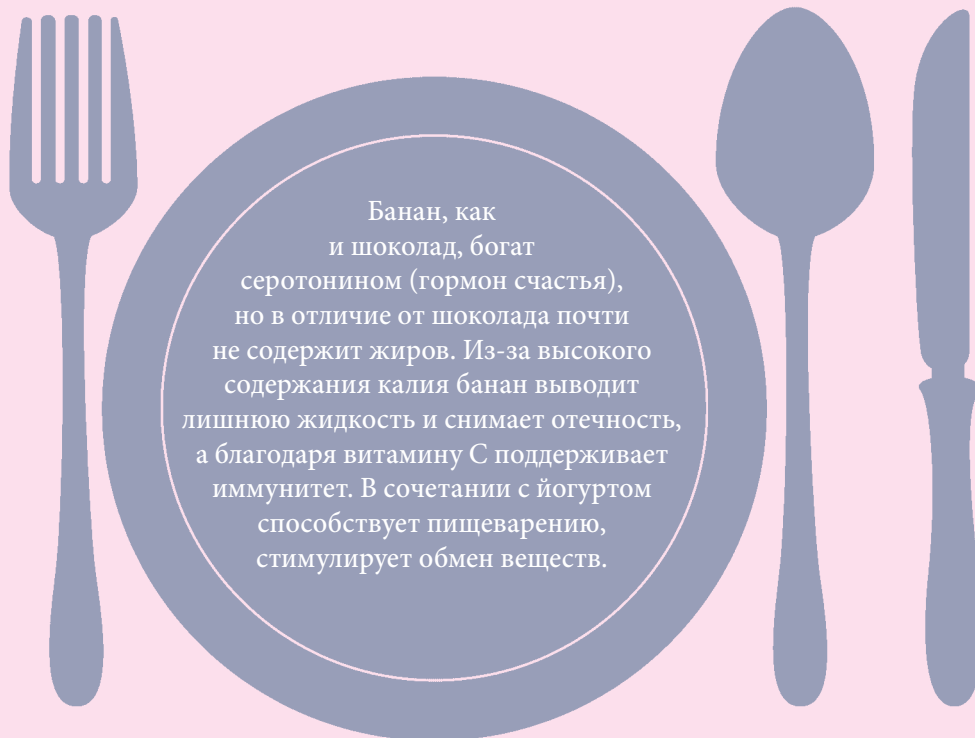 Банан, как
и шоколад, богат
серотонином (гормон счастья),
но в отличие от шоколада почти
не содержит жиров. Из-за высокого
содержания калия банан выводит
лишнюю жидкость и снимает отечность,
а благодаря витамину С поддерживает
иммунитет. В сочетании с йогуртом
способствует пищеварению,
стимулирует обмен веществ.